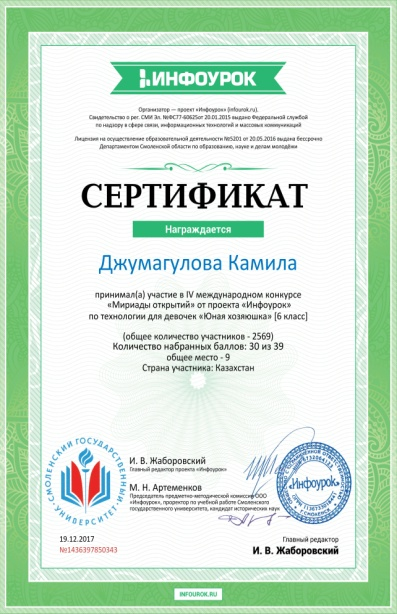 ИНФОУРОК
Организатор — проект «Инфоурок» (infourok.ru).
Свидетельство о рег. СМИ Эл. №ФС77-60625от 20.01.2015 выдано Федеральной службой
по надзору в сфере связи, информационных технологий и массовых коммуникаций
Лицензия на осуществление образовательной деятельности №5201 от 20.05.2016 выдана бессрочно
Департаментом Смоленской области по образованию, науке и делам молодёжи
СЕРТИФИКАТ
Награждается
Джумагулова Камила
принимал(а) участие в IV международном конкурсе
«Мириады открытий» от проекта «Инфоурок»
по технологии для девочек «Юная хозяюшка» [6 класс]
(общее количество участников - 2569)
Количество набранных баллов: 30 из 39
общее место - 9
Страна участника: Казахстан
СМОЛЕНСКИЙ ГОСУДАРСТВЕННЫЙ
УНИВЕРСИТЕТ
И. В. Жаборовский
Главный редактор проекта «Инфоурок»
М. Н. Артеменков
Председатель предметно-методической комиссии ООО
«Инфоурок», проректор по учебной работе Смоленского
государственного университета, кандидат исторических наук
«Инфоурок»
19.12.2017
№1436397850343
Главный редактор
И. В. Жаборовский
INFOUROK.RU